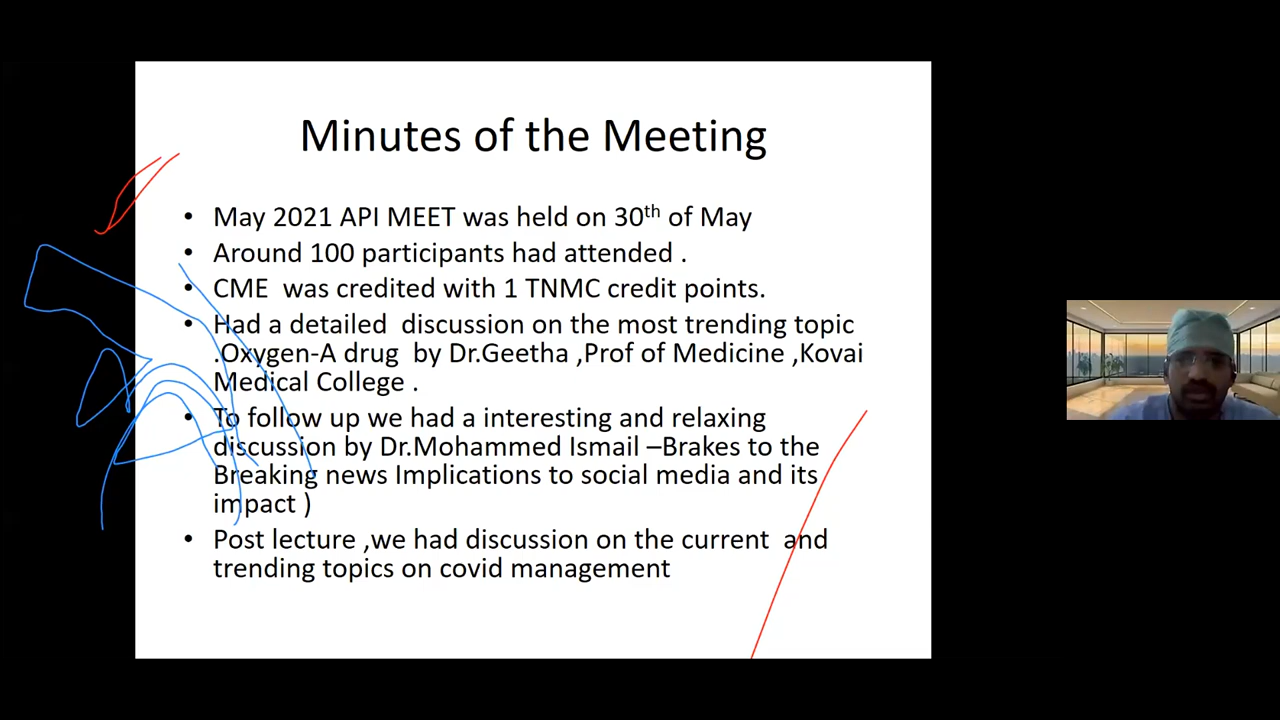 Minutes of the Meeting
• May 2021 API MEET was held on 30th of May
• Around 100 participants had attended .
• CME was credited with 1 TNMC credit points.
• Had a detailed discussion on the most trending topic
.Oxygen-A drug by Dr.Geetha ,Prof of Medicine ,Kovai
Medical College .
• To follow up we had a interesting and relaxing
discussion by Dr.Mohammed Ismail –Brakes to the
Breaking news Implications to social media and its
impact )
• Post lecture ,we had discussion on the current and
trending topics on covid management